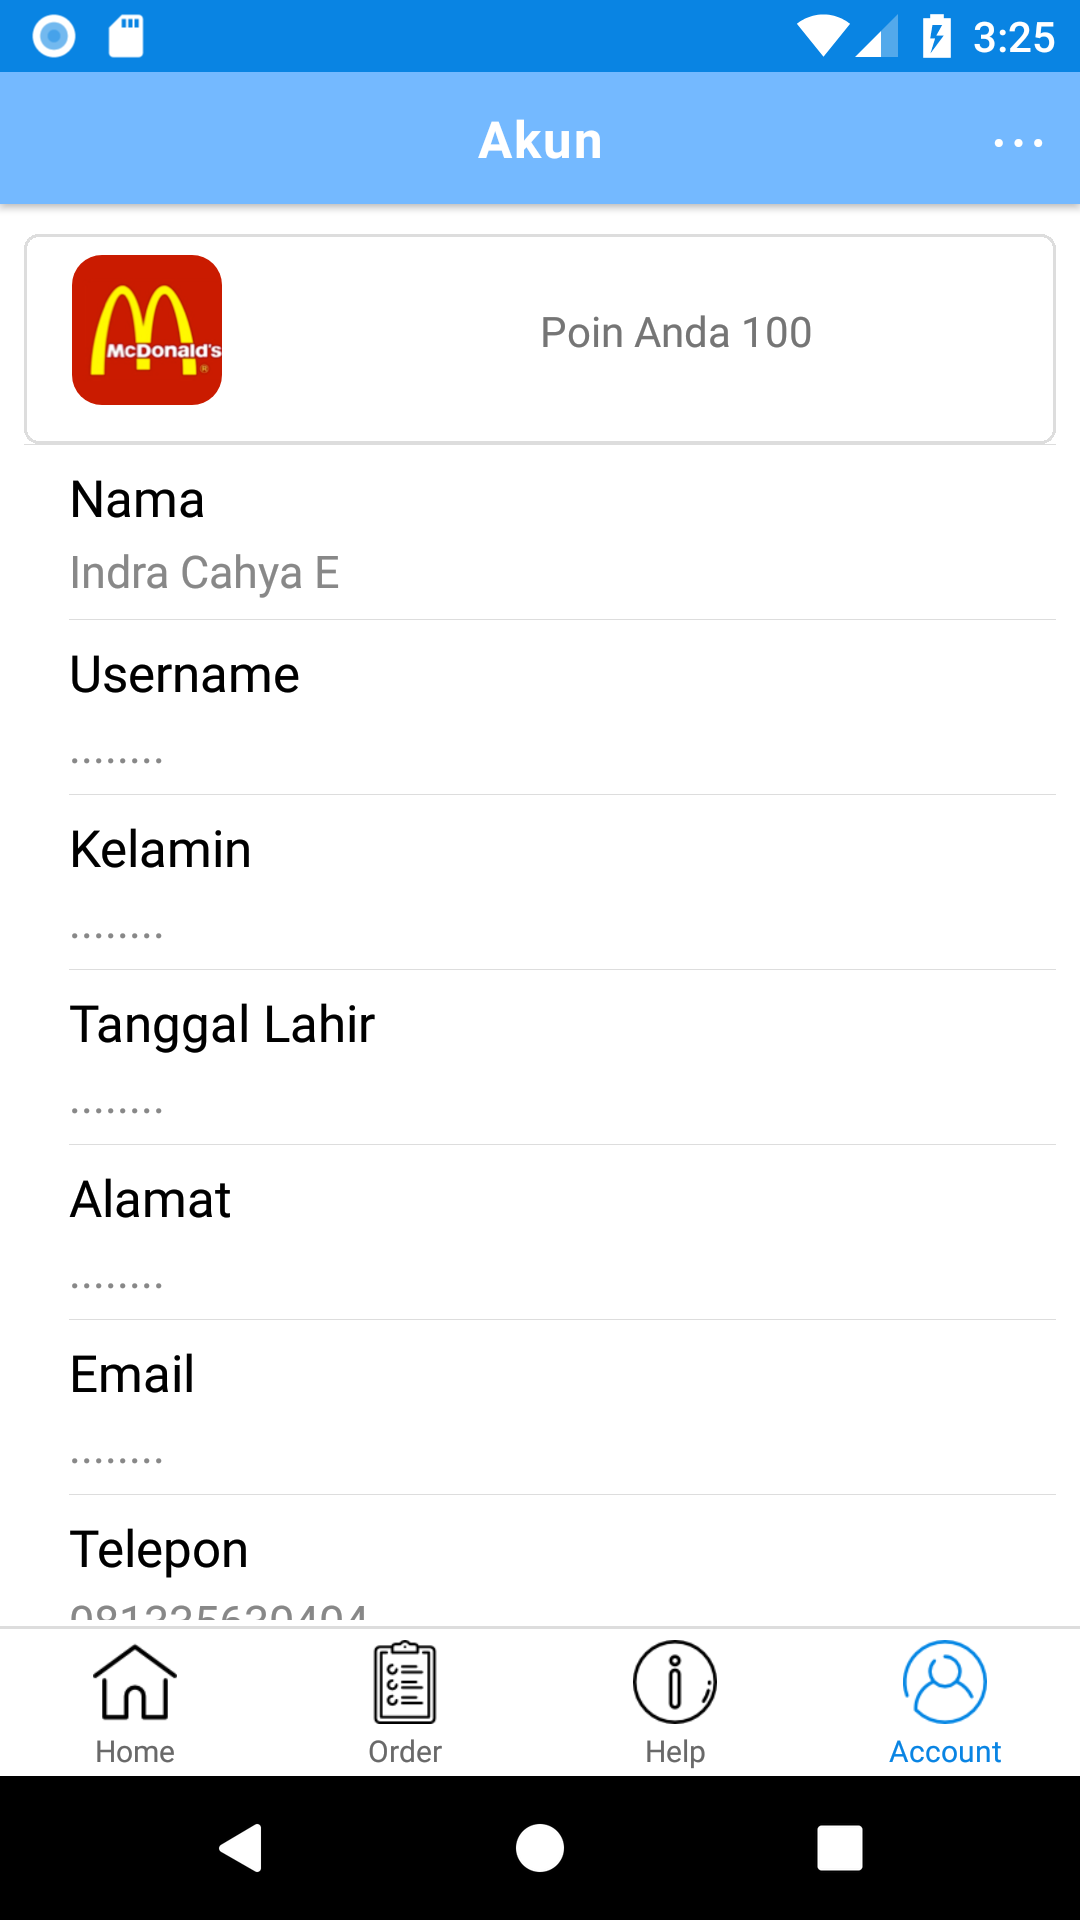 3:25
Akun
...
McDonald's
®
Poin Anda 100
Nama
Indra Cahya E
Username
........
Kelamin
........
Tanggal Lahir
........
Alamat
........
Email
........
Telepon
Home
Order
Help
Account